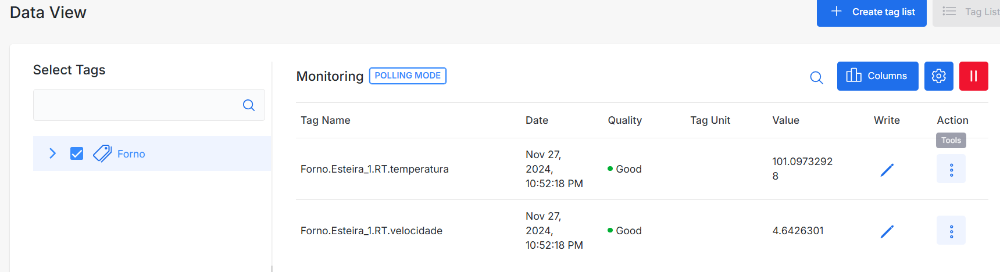 Data View
Create tag list
Tag List
Select Tags
Forno
Monitoring POLLING MODE
Columns
Tag Name Date Quality Tag Unit Value Write Action
Tools
Forno.Esteira_1.RT.temperatura
Nov 27,
2024,
10:52:18 PM
Good
101.0973292
8
Forno.Esteira_1.RT.velocidade
Nov 27,
2024,
10:52:18 PM
Good
4.6426301